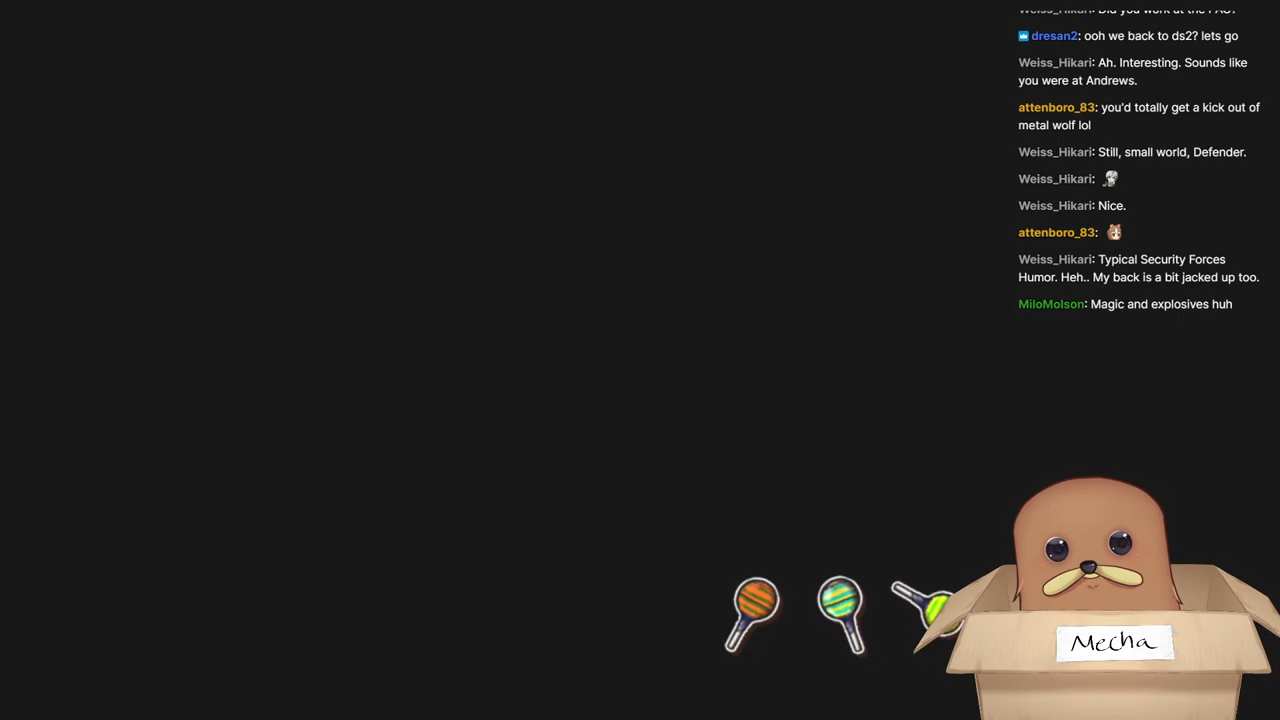 dresan2: ooh we back to ds2? lets go
Weiss_Hikari: Ah. Interesting. Sounds like
you were at Andrews.
attenboro_83: you'd totally get a kick out of
metal wolf lol
Weiss_Hikari: Still, small world, Defender.
Weiss_Hikari:
Weiss_Hikari: Nice.
attenboro_83:
Weiss_Hikari: Typical Security Forces
Humor. Heh.. My back is a bit jacked up too.
MiloMolson: Magic and explosives huh
Mecha